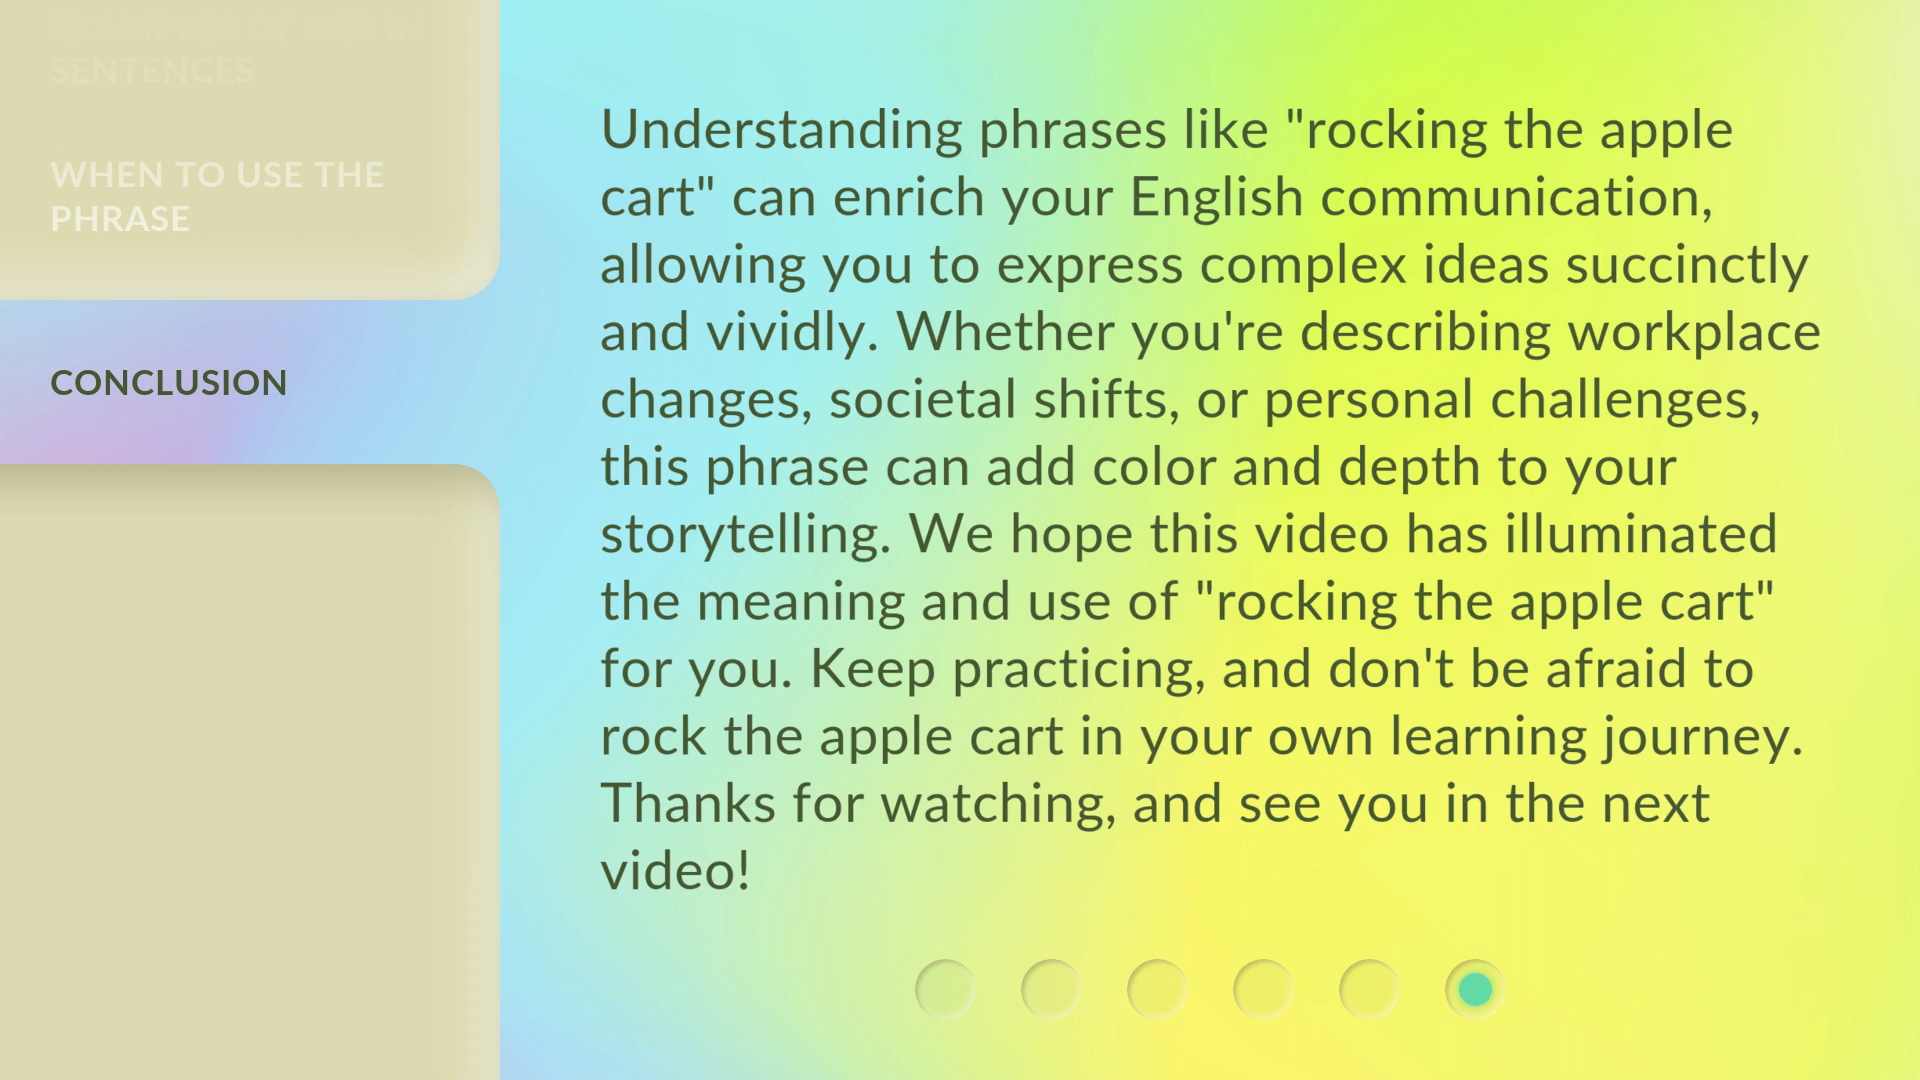 EXAMPLES OF USE IN
SENTENCES
WHEN TO USE THE
PHRASE
CONCLUSION
Understanding phrases like "rocking the apple
cart" can enrich your English communication,
allowing you to express complex ideas succinctly
and vividly. Whether you're describing workplace
changes, societal shifts, or personal challenges,
this phrase can add color and depth to your
storytelling. We hope this video has illuminated
the meaning and use of "rocking the apple cart"
for you. Keep practicing, and don't be afraid to
rock the apple cart in your own learning journey.
Thanks for watching, and see you in the next
video!